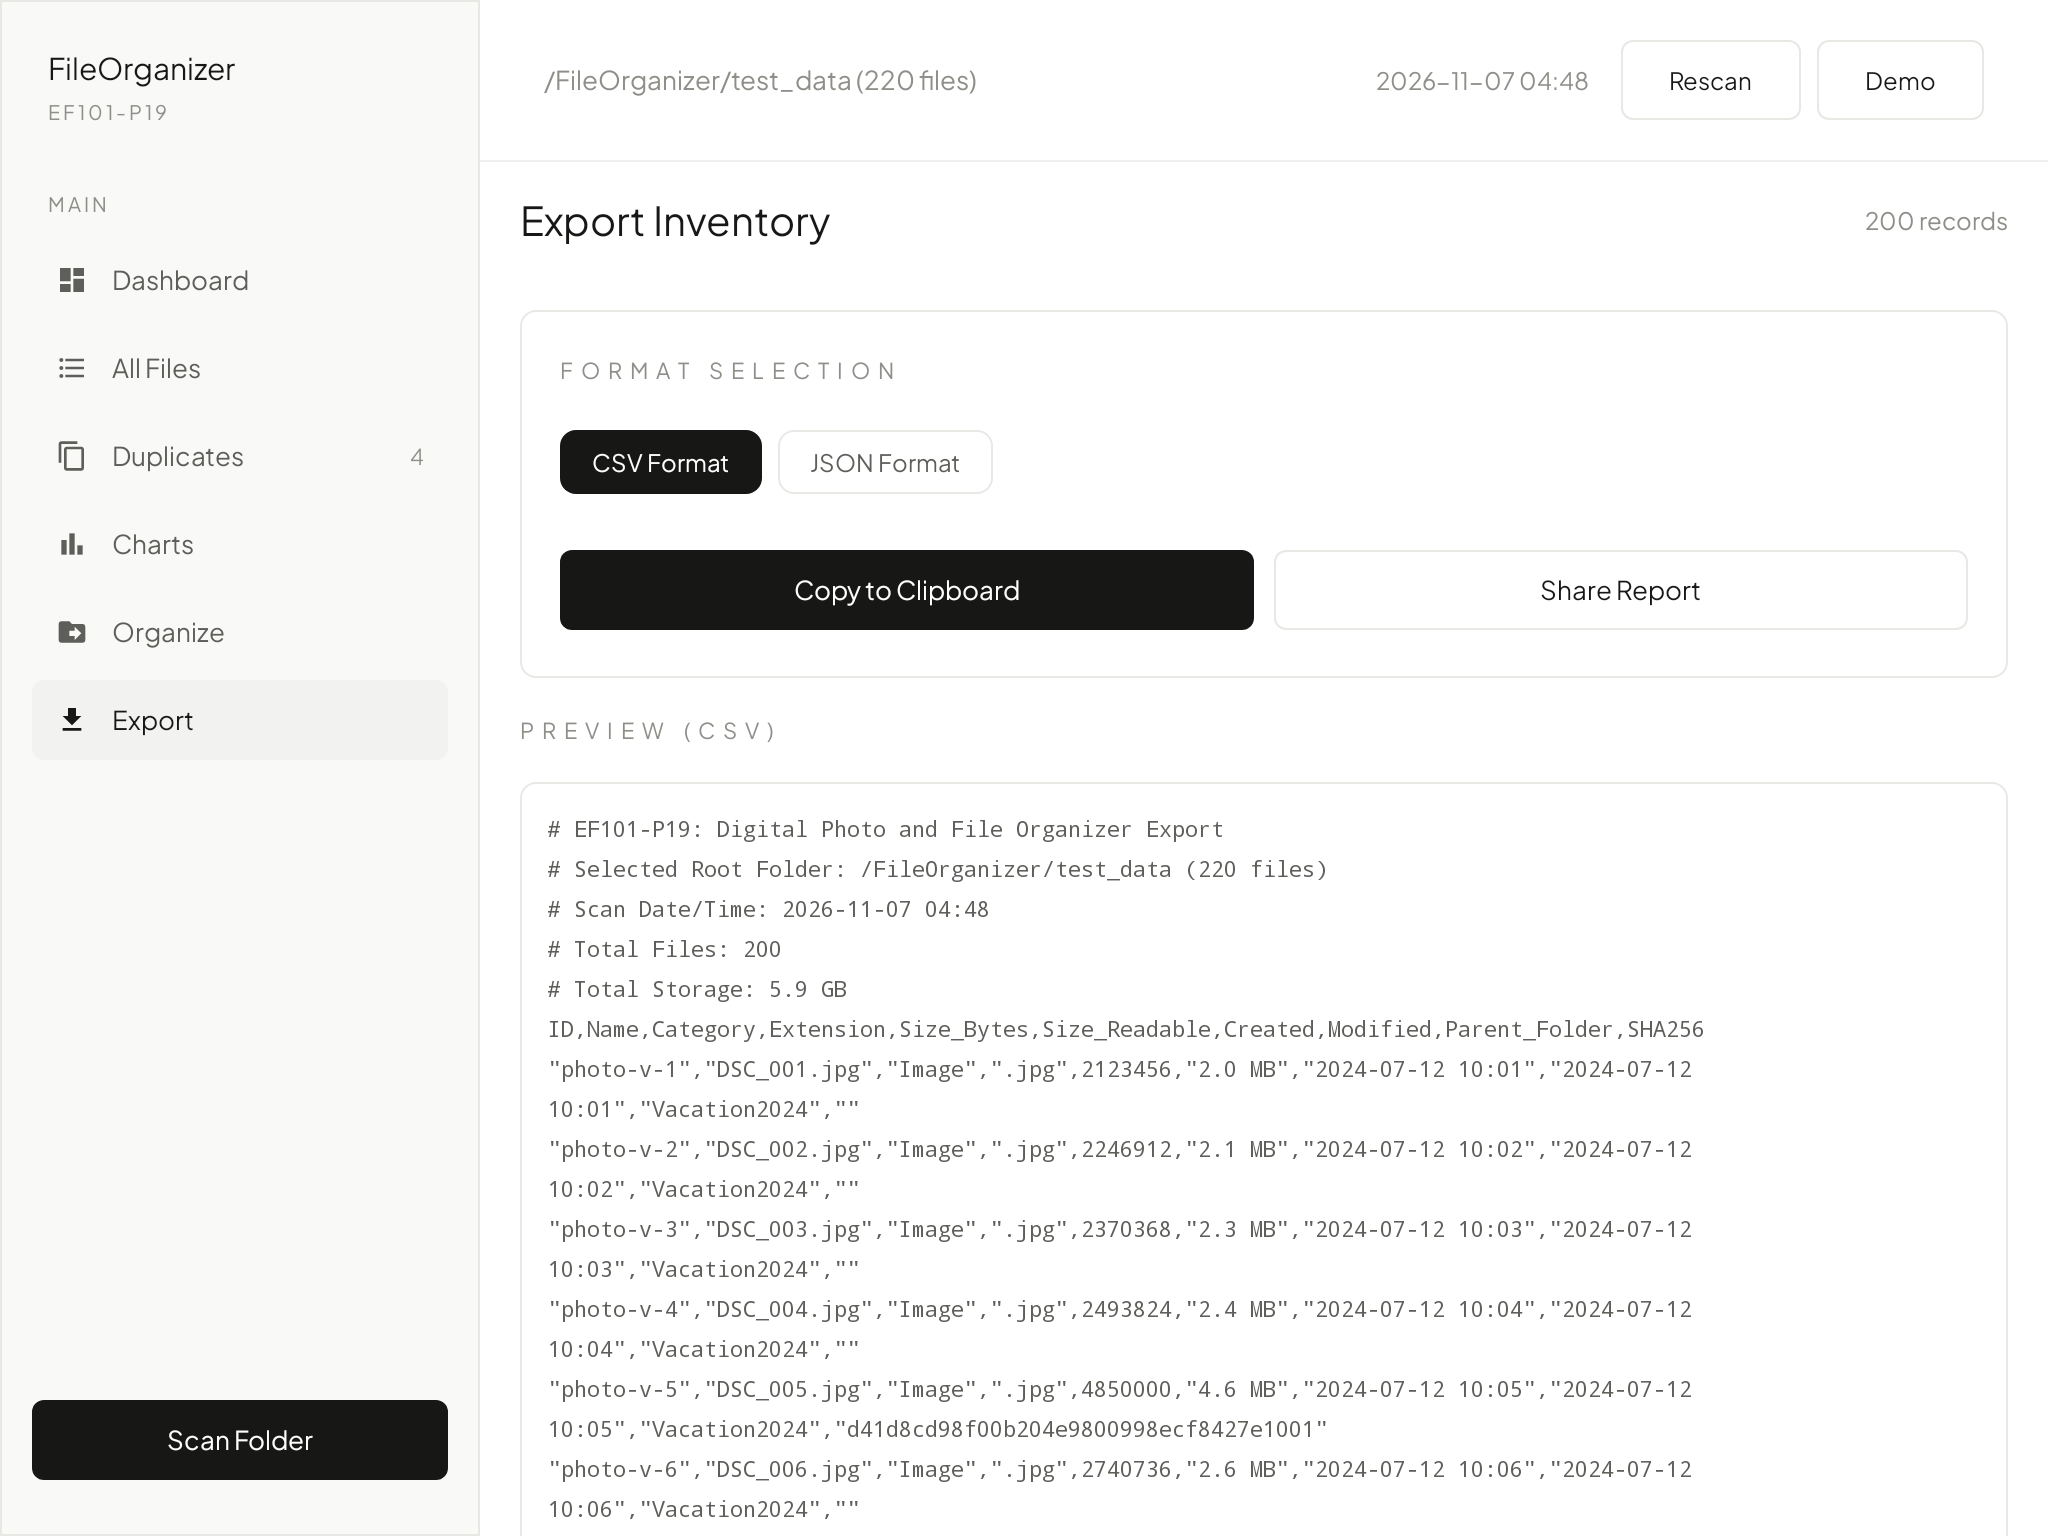 FileOrganizer
EF101-P19
MAIN
Dashboard
All Files
Duplicates 4
Charts
Organize
Export
Scan Folder
/FileOrganizer/test_data (220 files)
2026-11-07 04:48
Rescan
Demo
Export Inventory
200 records
FORMAT SELECTION
CSV Format
JSON Format
Copy to Clipboard
Share Report
PREVIEW (CSV)
# EF101-P19: Digital Photo and File Organizer Export
# Selected Root Folder: /FileOrganizer/test_data (220 files)
# Scan Date/Time: 2026-11-07 04:48
# Total Files: 200
# Total Storage: 5.9 GB
ID,Name,Category,Extension,Size_Bytes,Size_Readable,Created,Modified,Parent_Folder,SHA256
"photo-v-1","DSC_001.jpg","Image",".jpg",2123456,"2.0 MB","2024-07-12 10:01","2024-07-12
10:01","Vacation2024",""
"photo-v-2","DSC_002.jpg","Image",".jpg",2246912,"2.1 MB","2024-07-12 10:02","2024-07-12
10:02","Vacation2024",""
"photo-v-3","DSC_003.jpg","Image",".jpg",2370368,"2.3 MB","2024-07-12 10:03","2024-07-12
10:03","Vacation2024",""
"photo-v-4","DSC_004.jpg","Image",".jpg",2493824,"2.4 MB","2024-07-12 10:04","2024-07-12
10:04","Vacation2024",""
"photo-v-5","DSC_005.jpg","Image",".jpg",4850000,"4.6 MB","2024-07-12 10:05","2024-07-12
10:05","Vacation2024","d41d8cd98f00b204e9800998ecf8427e1001"
"photo-v-6","DSC_006.jpg","Image",".jpg",2740736,"2.6 MB","2024-07-12 10:06","2024-07-12
10:06","Vacation2024",""